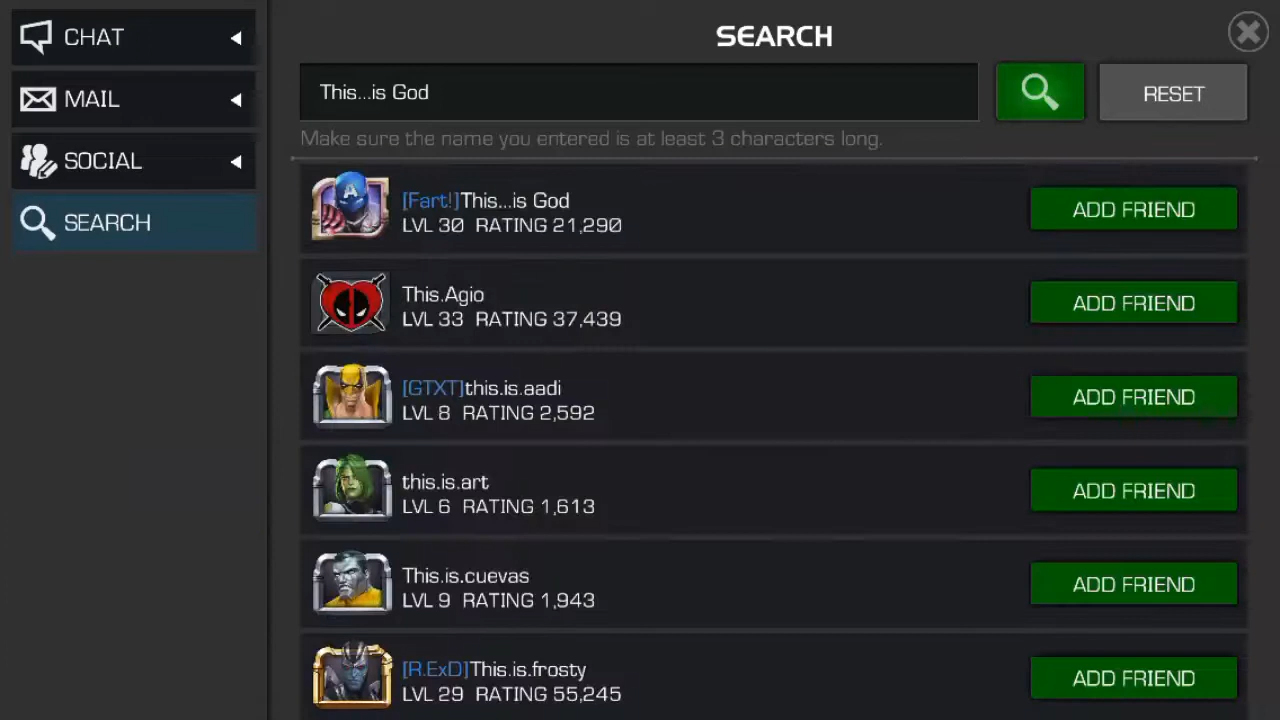 CHAT
MAIL
SOCIAL
SEARCH
SEARCH
This...is God
RESET
Make sure the name you entered is at least 3 characters long.
[Fart!]This...is God
LVL 30 RATING 21,290
ADD FRIEND
This.Agio
LVL 33 RATING 37,439
ADD FRIEND
[GTXT]this.is.aadi
LVL 8 RATING 2,592
ADD FRIEND
this.is.art
LVL 6 RATING 1,613
ADD FRIEND
This.is.cuevas
LVL 9 RATING 1,943
ADD FRIEND
[R.ExD]This.is.frosty
LVL 29 RATING 55,245
ADD FRIEND